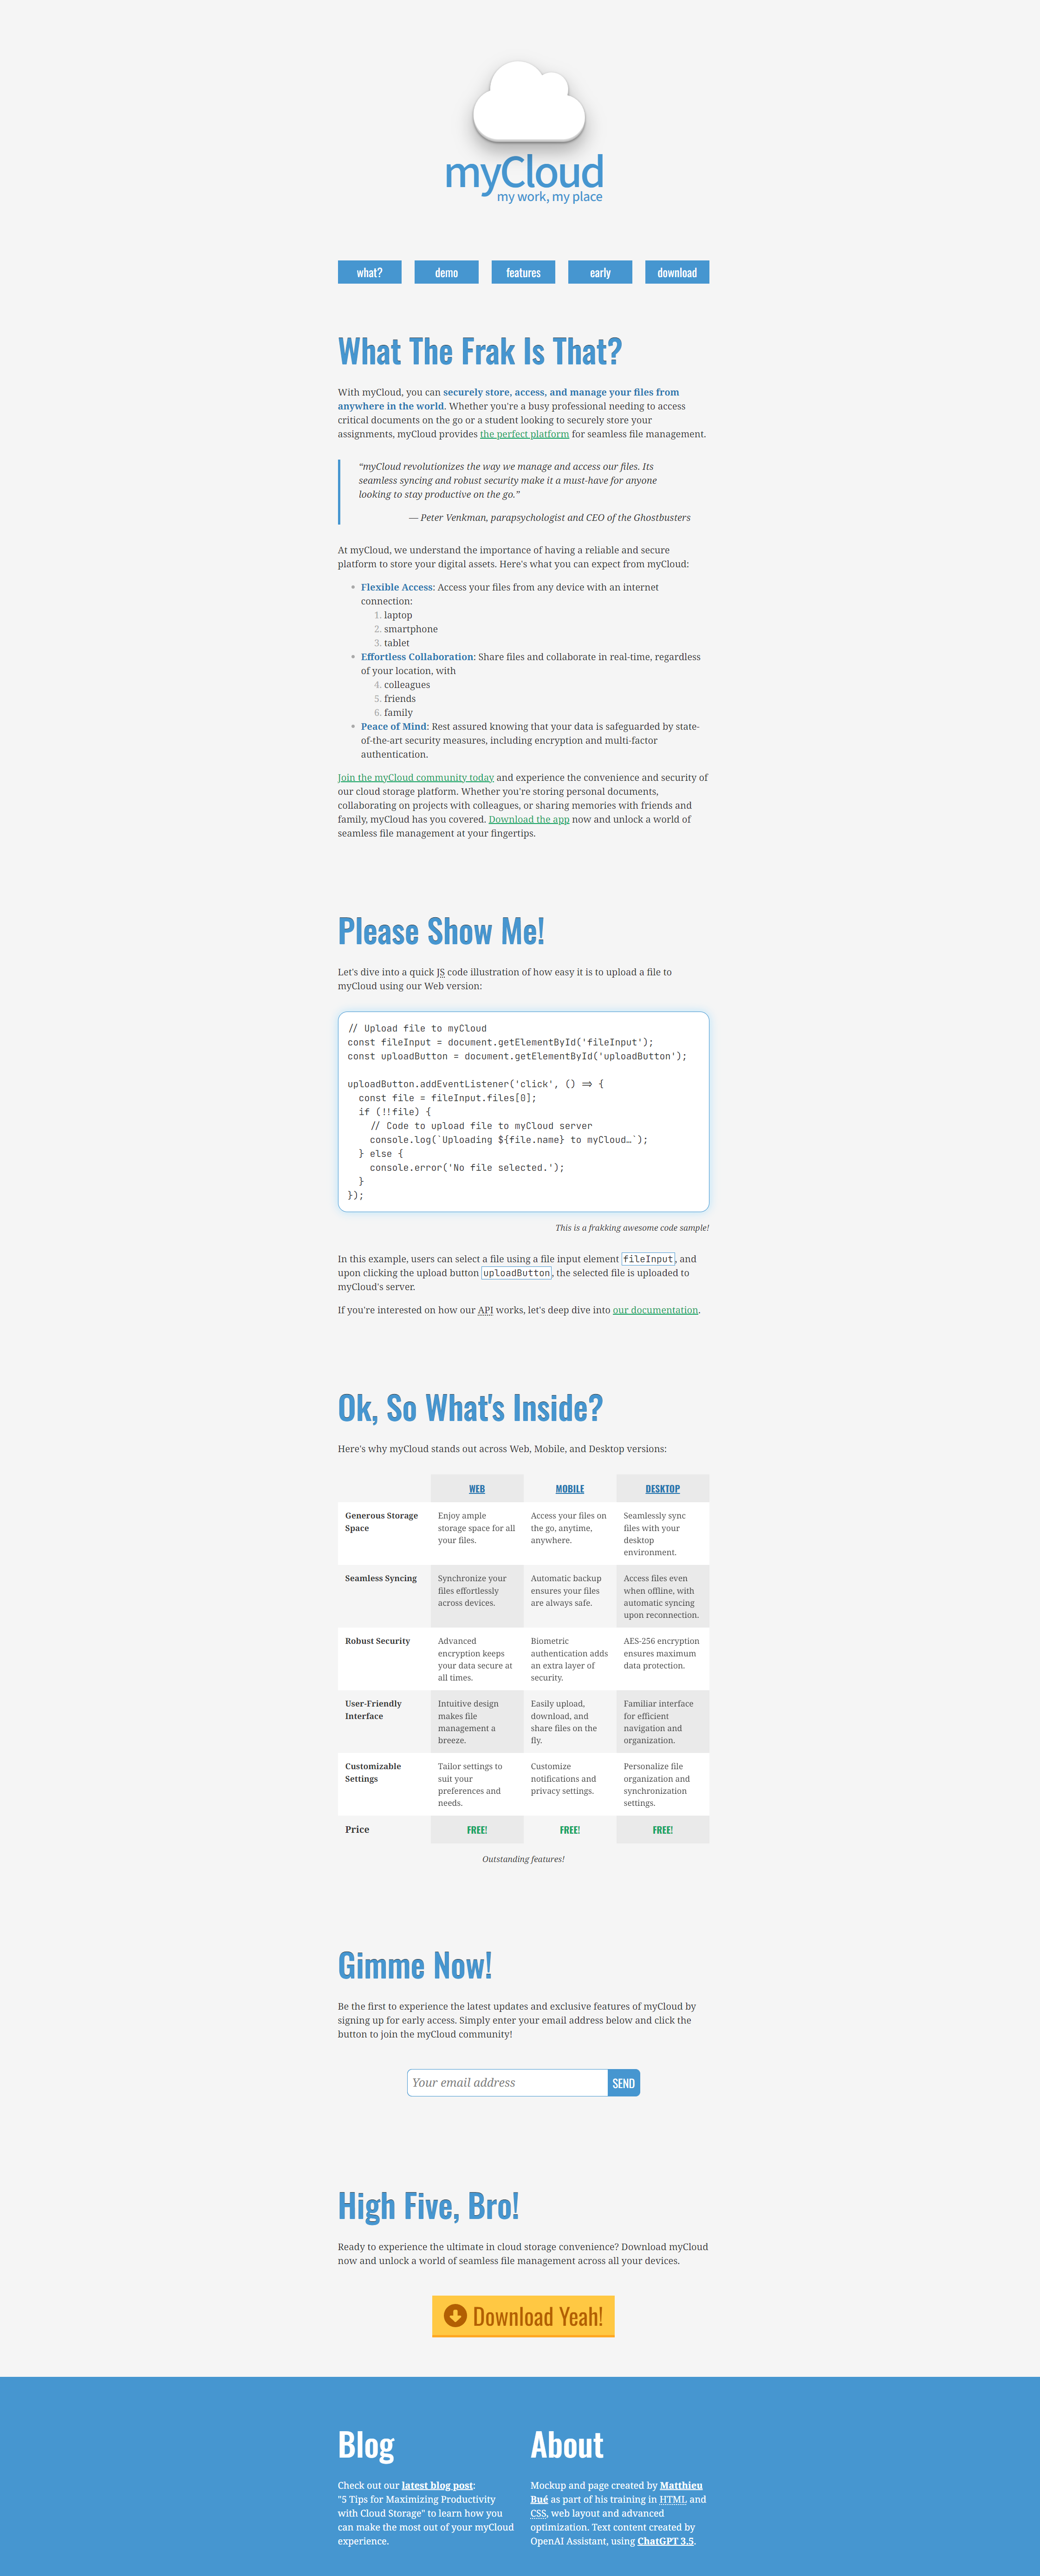 myCloud
my work, my place
what?
demo
features
early
download
What The Frak Is That?
With myCloud, you can securely store, access, and manage your files from
anywhere in the world. Whether you're a busy professional needing to access
critical documents on the go or a student looking to securely store your
assignments, myCloud provides the perfect platform for seamless file management.
“myCloud revolutionizes the way we manage and access our files. Its
seamless syncing and robust security make it a must-have for anyone
looking to stay productive on the go.”
— Peter Venkman, parapsychologist and CEO of the Ghostbusters
At myCloud, we understand the importance of having a reliable and secure
platform to store your digital assets. Here's what you can expect from myCloud:
• Flexible Access: Access your files from any device with an internet
connection:
1. laptop
2. smartphone
3. tablet
• Effortless Collaboration: Share files and collaborate in real-time, regardless
of your location, with
4. colleagues
5. friends
6. family
• Peace of Mind: Rest assured knowing that your data is safeguarded by state-
of-the-art security measures, including encryption and multi-factor
authentication.
Join the myCloud community today and experience the convenience and security of
our cloud storage platform. Whether you're storing personal documents,
collaborating on projects with colleagues, or sharing memories with friends and
family, myCloud has you covered. Download the app now and unlock a world of
seamless file management at your fingertips.
Please Show Me!
Let's dive into a quick JS code illustration of how easy it is to upload a file to
myCloud using our Web version:
// Upload file to myCloud
const fileInput = document.getElementById('fileInput');
const uploadButton = document.getElementById('uploadButton');
uploadButton.addEventListener('click', () => {
const file = fileInput.files[0];
if (!!file) {
// Code to upload file to myCloud server
console.log(`Uploading ${file.name} to myCloud…`);
} else {
console.error('No file selected.');
}
});
This is a frakking awesome code sample!
In this example, users can select a file using a file input element fileInput, and
upon clicking the upload button uploadButton, the selected file is uploaded to
myCloud's server.
If you're interested on how our API works, let's deep dive into our documentation.
Ok, So What's Inside?
Here's why myCloud stands out across Web, Mobile, and Desktop versions:
WEB
MOBILE
DESKTOP
Generous Storage
Space
Enjoy ample
storage space for all
your files.
Access your files on
the go, anytime,
anywhere.
Seamlessly sync
files with your
desktop
environment.
Seamless Syncing
Synchronize your
files effortlessly
across devices.
Automatic backup
ensures your files
are always safe.
Access files even
when offline, with
automatic syncing
upon reconnection.
Robust Security
Advanced
encryption keeps
your data secure at
all times.
Biometric
authentication adds
an extra layer of
security.
AES-256 encryption
ensures maximum
data protection.
User-Friendly
Interface
Intuitive design
makes file
management a
breeze.
Easily upload,
download, and
share files on the
fly.
Familiar interface
for efficient
navigation and
organization.
Customizable
Settings
Tailor settings to
suit your
preferences and
needs.
Customize
notifications and
privacy settings.
Personalize file
organization and
synchronization
settings.
Price
FREE!
FREE!
FREE!
Outstanding features!
Gimme Now!
Be the first to experience the latest updates and exclusive features of myCloud by
signing up for early access. Simply enter your email address below and click the
button to join the myCloud community!
Your email address
SEND
High Five, Bro!
Ready to experience the ultimate in cloud storage convenience? Download myCloud
now and unlock a world of seamless file management across all your devices.
Download Yeah!
Blog
Check out our latest blog post:
"5 Tips for Maximizing Productivity
with Cloud Storage" to learn how you
can make the most out of your myCloud
experience.
About
Mockup and page created by Matthieu
Bué as part of his training in HTML and
CSS, web layout and advanced
optimization. Text content created by
OpenAI Assistant, using ChatGPT 3.5.